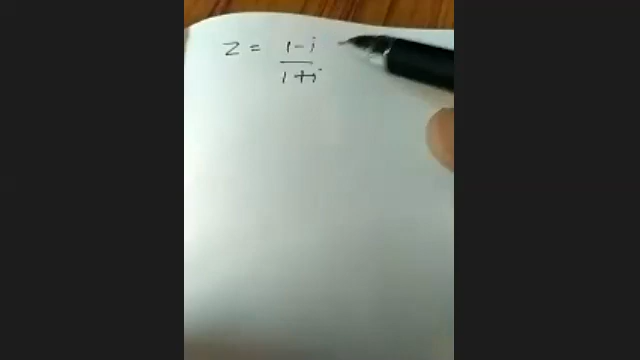 z = 1-i
1+i